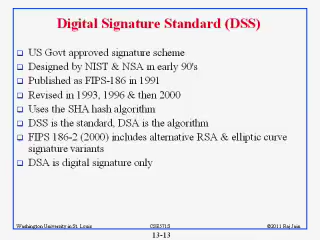 Digital Signature Standard (DSS)
US Govt approved signature scheme
Designed by NIST & NSA in early 90's
Published as FIPS-186 in 1991
Revised in 1993, 1996 & then 2000
Uses the SHA hash algorithm
DSS is the standard, DSA is the algorithm
FIPS 186-2 (2000) includes alternative RSA & elliptic curve
signature variants
DSA is digital signature only
Washington University in St. Louis
CSE571S
©2011 Raj Jain
13-13